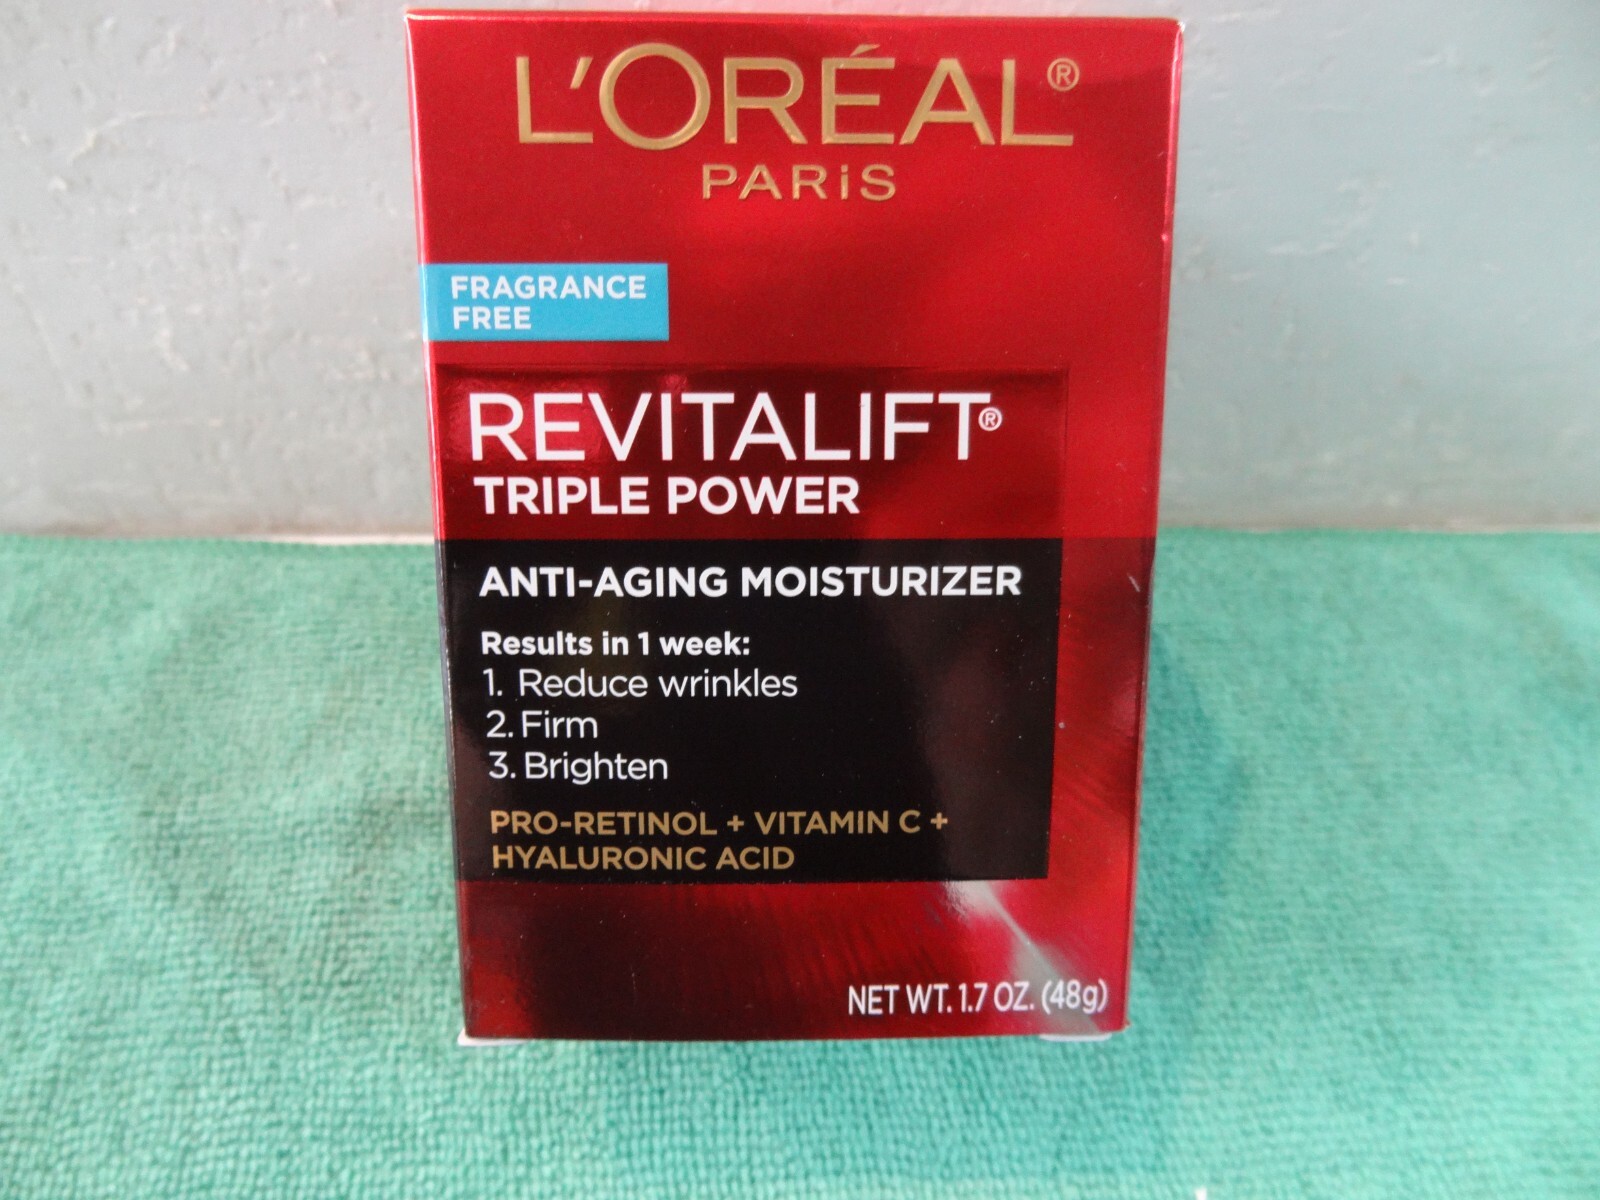 L'ORÉAL®
PARiS
FRAGRANCE
FREE
REVITALIFT®
TRIPLE POWER
ANTI-AGING MOISTURIZER
Results in 1 week:
1. Reduce wrinkles
2. Firm
3. Brighten
PRO-RETINOL + VITAMIN C +
HYALURONIC ACID
NET WT. 1.7 OZ. (48g)